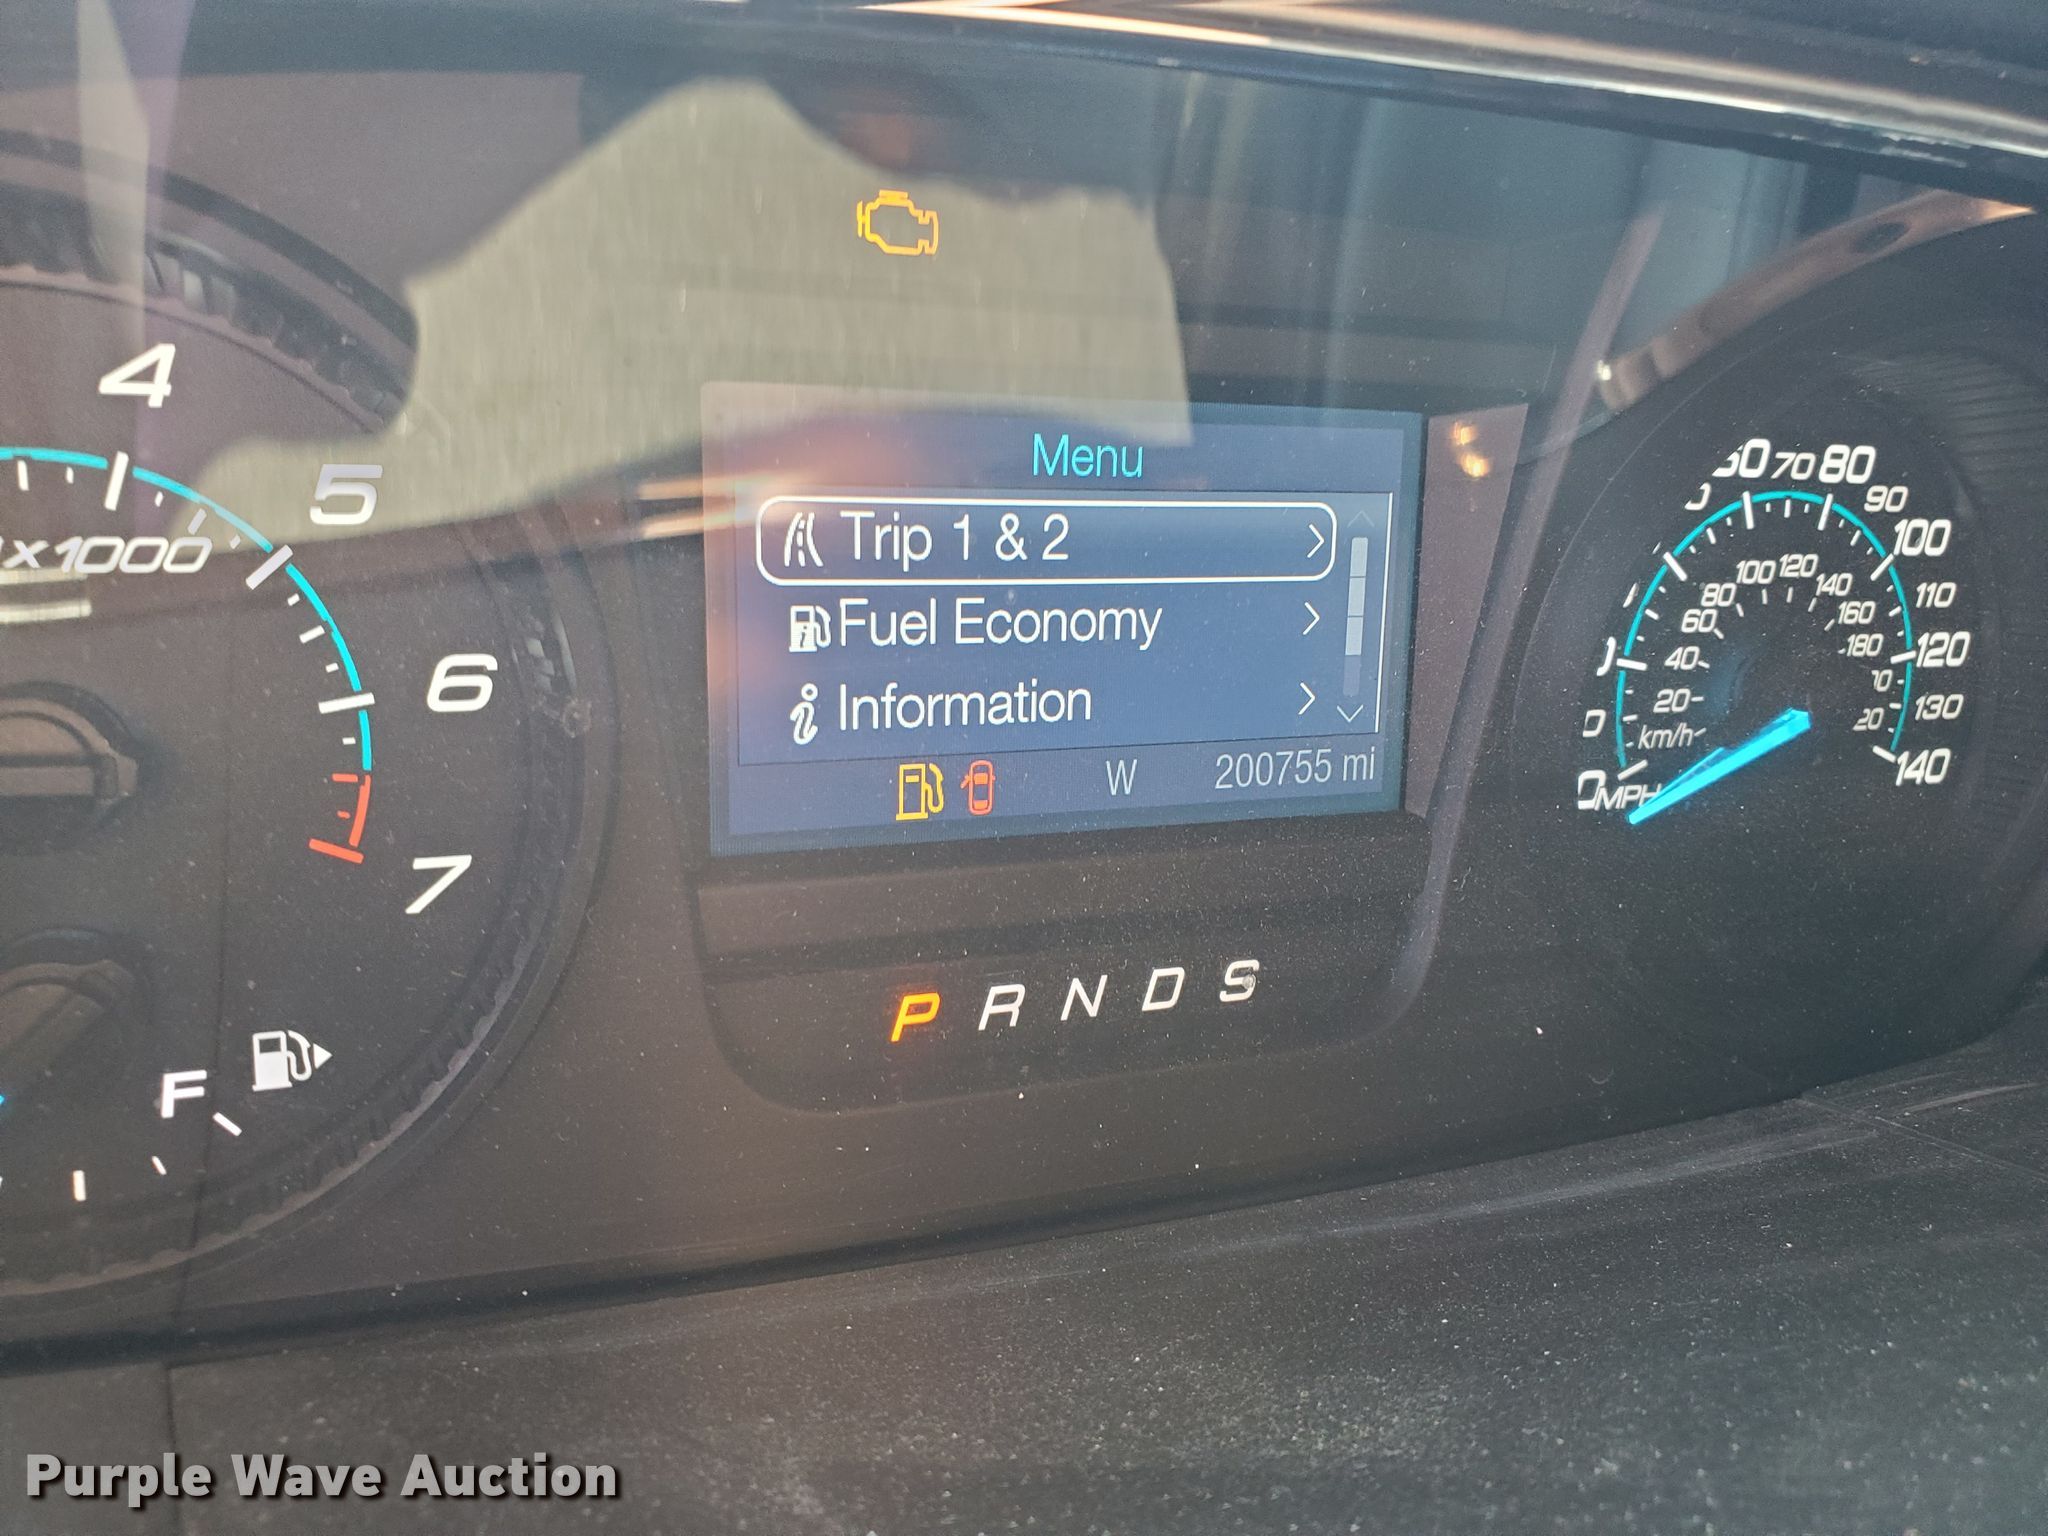 4
5
x1000
6
7
F
Menu
Trip 1 & 2
Fuel Economy
Information
W 200755 mi
P R N D S
70 80
90
100
110
120
130
140
80 100 120 140
60 160
40 180
20
km/h
0 MPH
Purple Wave Auction